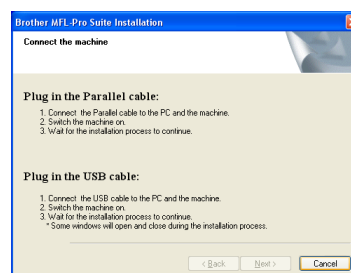 Brother MFL-Pro Suite Installation
Connect the machine
Plug in the Parallel cable:
1. Connect the Parallel cable to the PC and the machine.
2. Switch the machine on.
3. Wait for the installation process to continue.
Plug in the USB cable:
1. Connect the USB cable to the PC and the machine.
2. Switch the machine on.
3. Wait for the installation process to continue.
* Some windows will open and close during the installation process.
< Back Next > Cancel